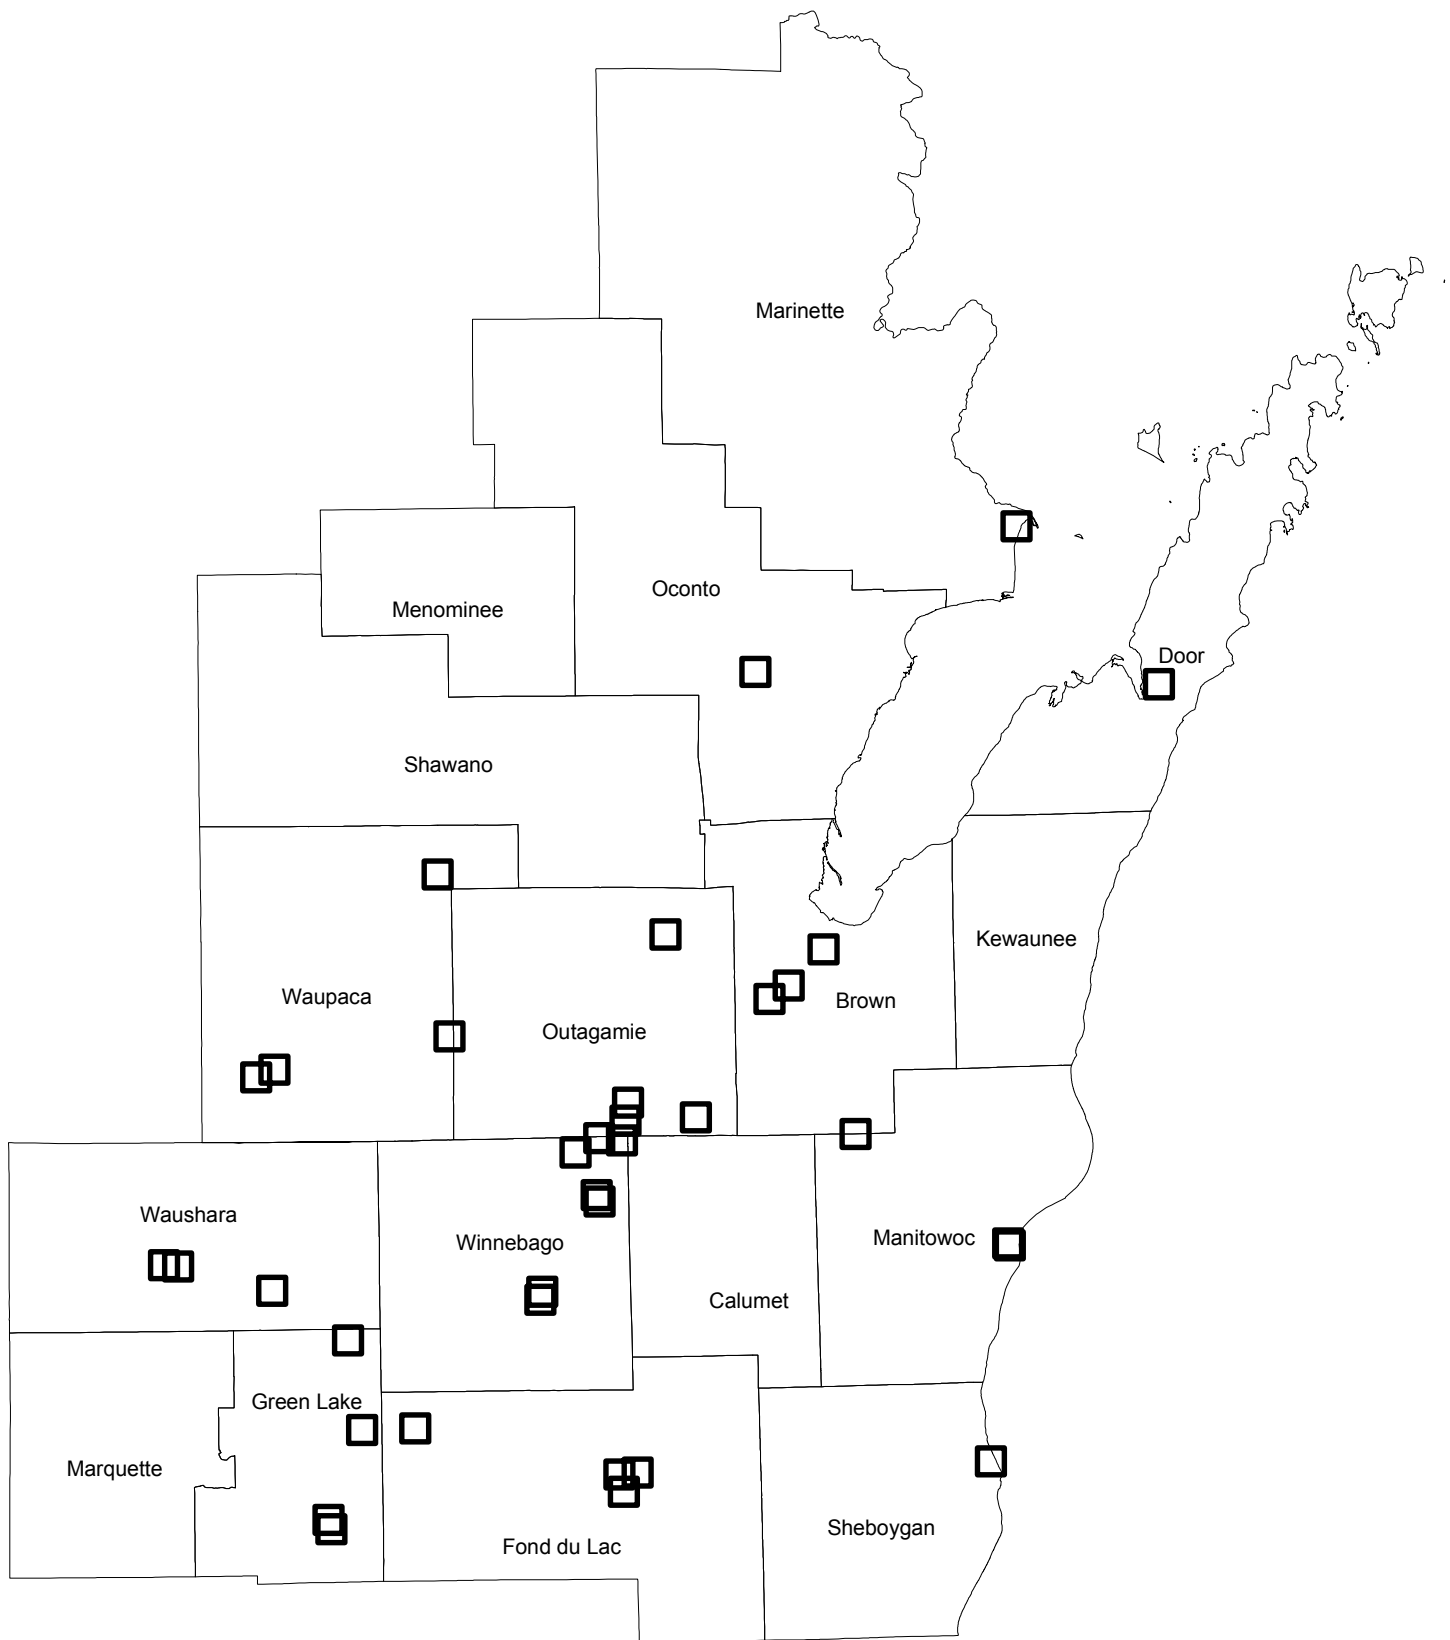 Marinette
Oconto
Menominee
Door
Shawano
Kewaunee
Waupaca
Brown
Outagamie
Waushara
Manitowoc
Winnebago
Calumet
Green Lake
Marquette
Sheboygan
Fond du Lac